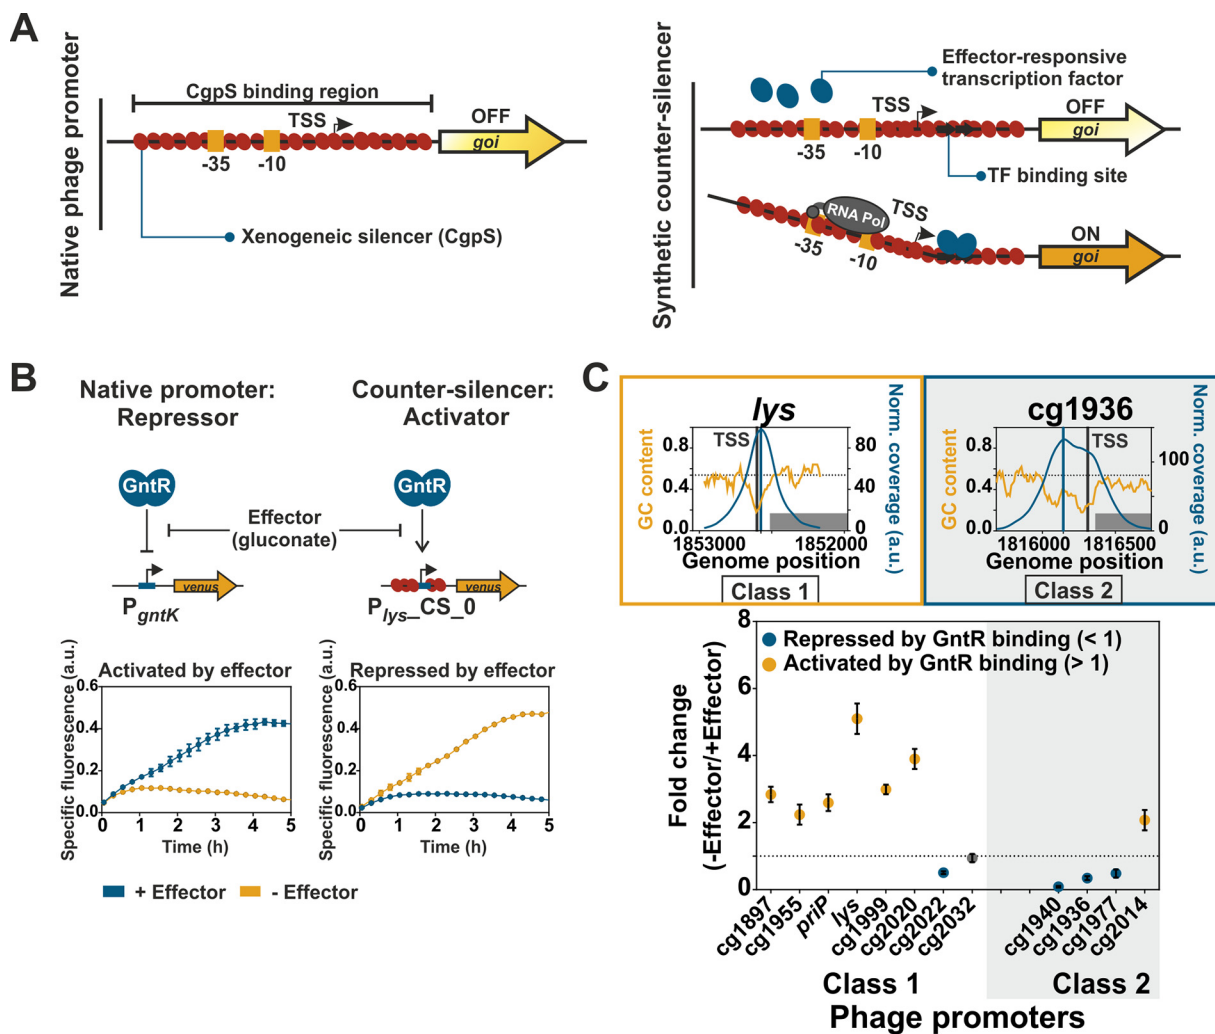 A
Native phage promoter
CgpS binding region
TSS
OFF
goi
-35
-10
Xenogeneic silencer (CgpS)
Synthetic counter-silencer
Effector-responsive
transcription factor
TSS
OFF
goi
-35
-10
TF binding site
RNA Pol
TSS
ON
goi
-35
-10
B
Native promoter:
Repressor
Counter-silencer:
Activator
GntR
GntR
Effector
(gluconate)
venus
venus
PgntK
Plys_CS_0
Activated by effector
Repressed by effector
Specific fluorescence (a.u.)
0.6
0.4
0.2
0.0
0 1 2 3 4 5
Time (h)
Specific fluorescence (a.u.)
0.6
0.4
0.2
0.0
0 1 2 3 4 5
Time (h)
+ Effector
- Effector
C
lys
GC content
0.8
0.4
0.0
TSS
80
40
0
Norm. coverage (a.u.)
1853000 1852000
Genome position
Class 1
cg1936
GC content
0.8
0.4
0.0
TSS
100
0
Norm. coverage (a.u.)
1816000 1816500
Genome position
Class 2
Repressed by GntR binding (< 1)
Activated by GntR binding (> 1)
Fold change
(-Effector/+Effector)
8
6
4
2
0
cg1897
cg1955
priP
lys
cg1999
cg2020
cg2022
cg2032
cg1940
cg1936
cg1977
cg2014
Class 1
Class 2
Phage promoters